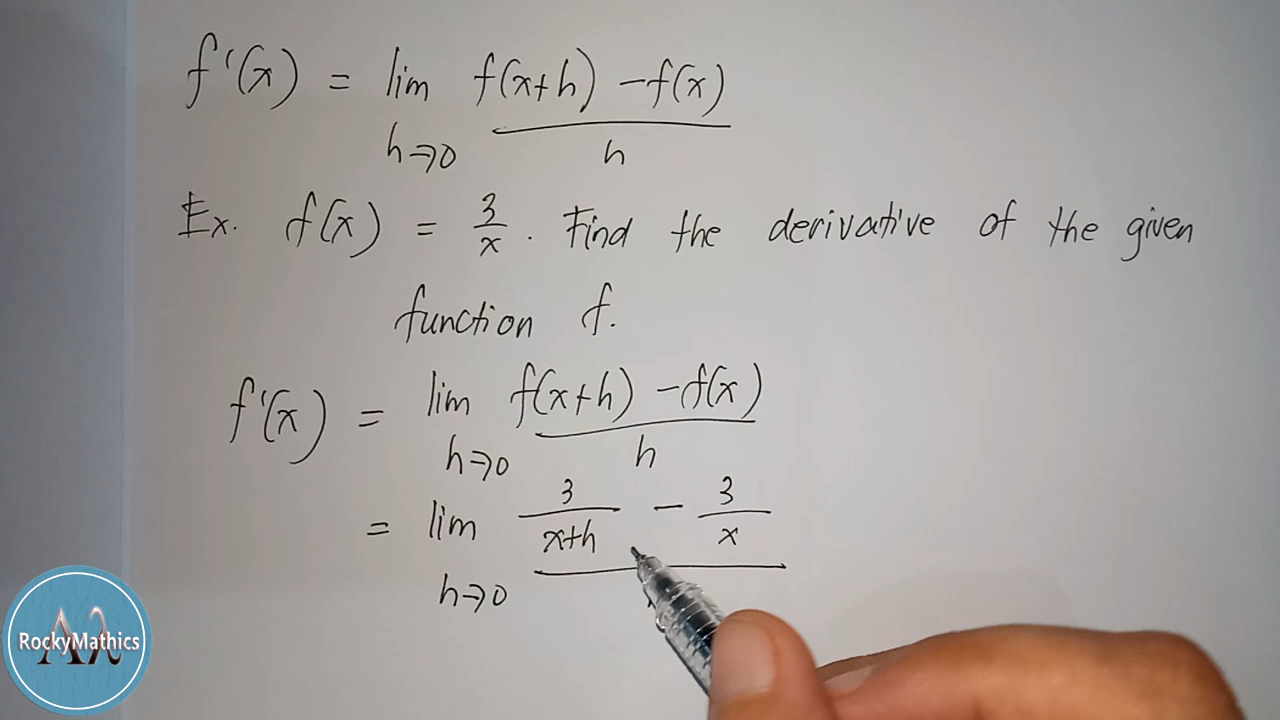 f'(x) = lim h→0 f(x+h) - f(x) / h
Ex. f(x) = 3/x. Find the derivative of the given
function f.
f'(x) = lim h→0 f(x+h) - f(x) / h
= lim h→0 3/(x+h) - 3/x
RockyMathics